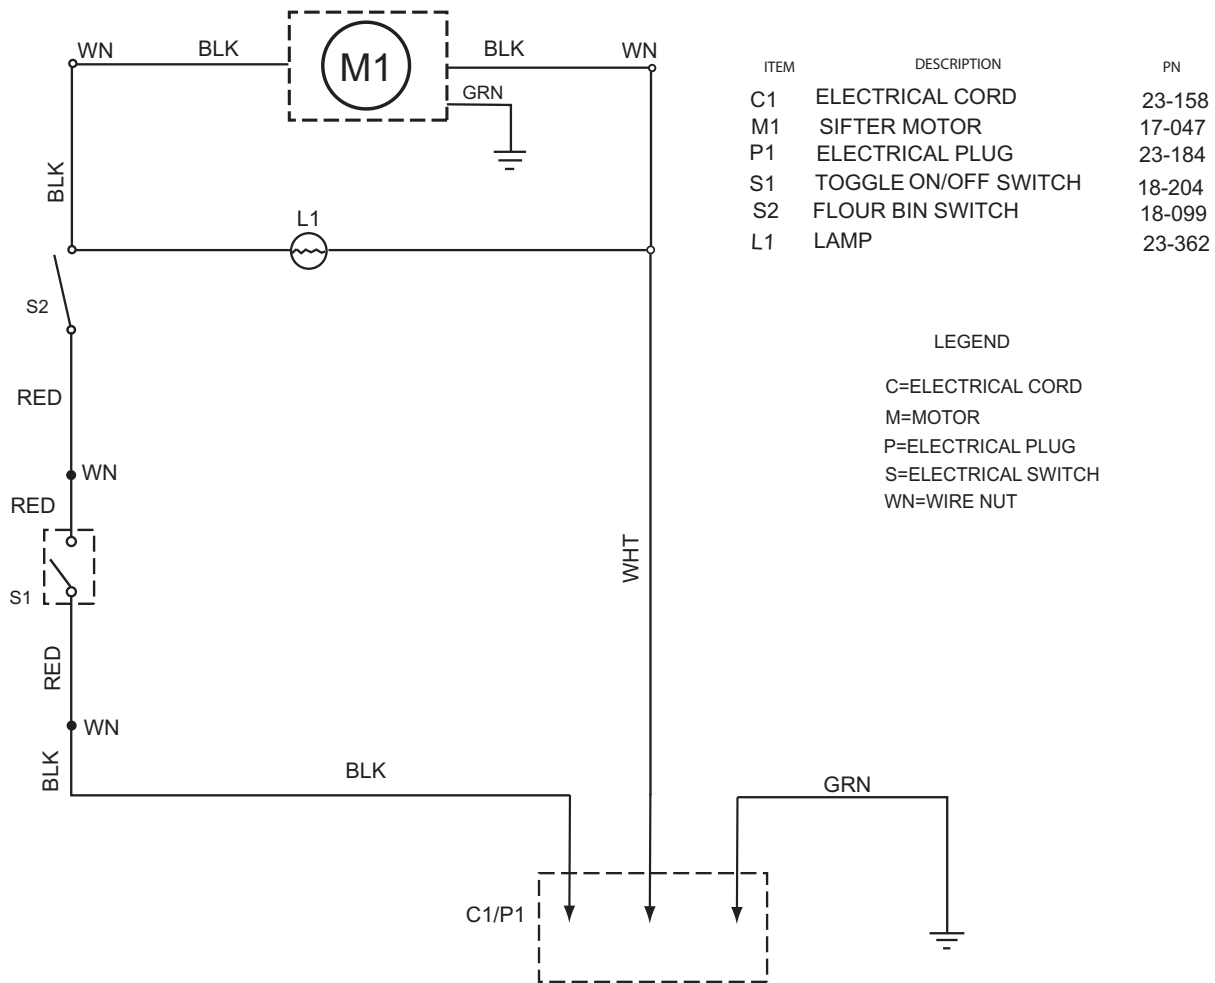 WN
BLK
M1
BLK
WN
GRN
BLK
L1
S2
RED
WN
RED
S1
RED
WN
BLK
BLK
WHT
GRN
C1/P1
ITEM DESCRIPTION PN
C1 ELECTRICAL CORD 23-158
M1 SIFTER MOTOR 17-047
P1 ELECTRICAL PLUG 23-184
S1 TOGGLE ON/OFF SWITCH 18-204
S2 FLOUR BIN SWITCH 18-099
L1 LAMP 23-362
LEGEND
C=ELECTRICAL CORD
M=MOTOR
P=ELECTRICAL PLUG
S=ELECTRICAL SWITCH
WN=WIRE NUT